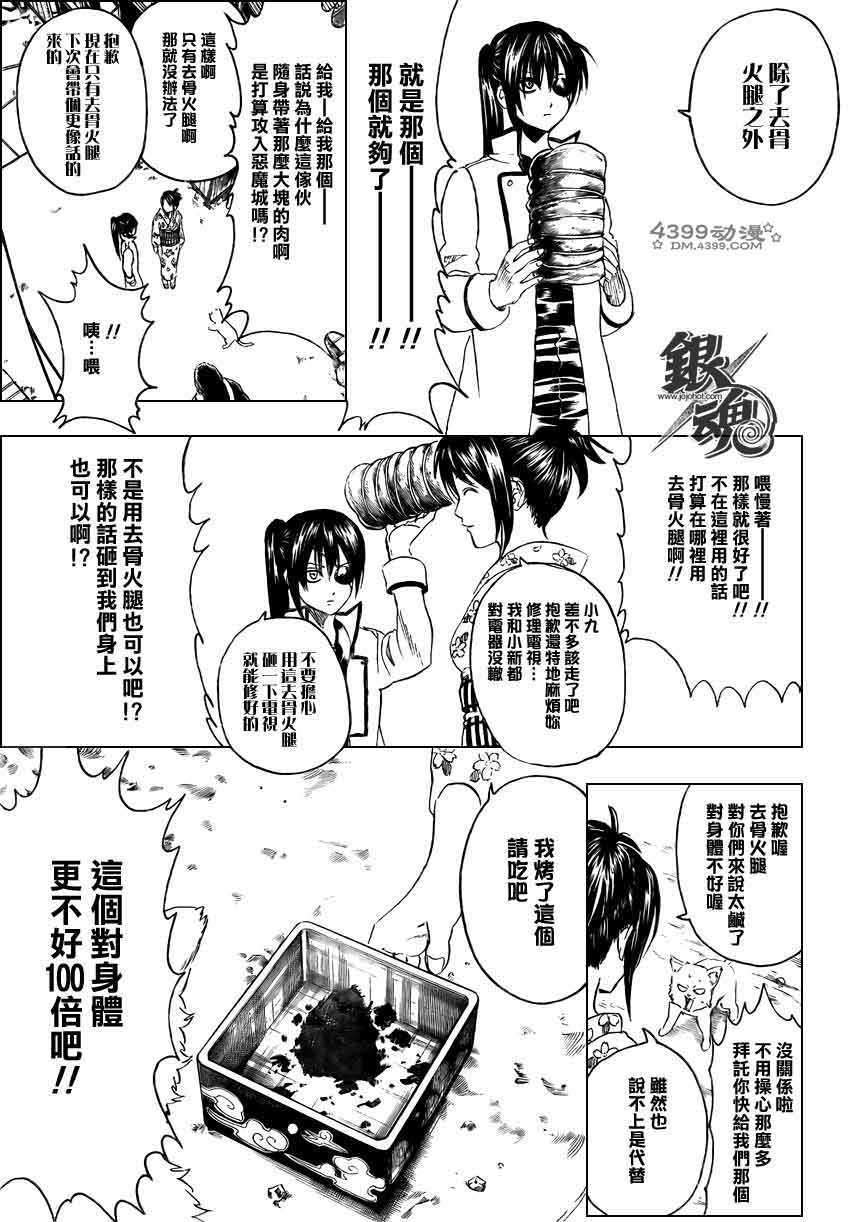 除了去骨
火腿之外
就是那個——
那個就夠了——!!
——!!
給我—給我那個——
話説為什麼這傢伙
隨身帶著那麼大塊的肉啊
是打算攻入惡魔城嗎!?
這樣啊
只有去骨火腿啊
那就沒辦法了
抱歉
現在只有去骨火腿
下次會帶個更像話的
來的
!!
咦…喂
4399动漫
DM.4399.COM
銀魂
www.jojohot.com
喂慢著——
那樣就很好了吧!!
不在這裡用的話
打算在哪裡用
去骨火腿啊!!
小九
差不多該走了吧
抱歉還特地麻煩妳
修理電視…
我和小新都
對電器沒轍
不要擔心
用這去骨火腿
砸一下電視
就能修好的
不是用去骨火腿也可以吧!?
那樣的話砸到我們身上
也可以啊!?
抱歉喔
去骨火腿
對你們來說太鹹了
對身體不好喔
沒關係啦
不用操心那麼多
拜託你快給我們那個
雖然也
說不上是代替
我烤了這個
請吃吧
這個對身體
更不好100倍吧!!